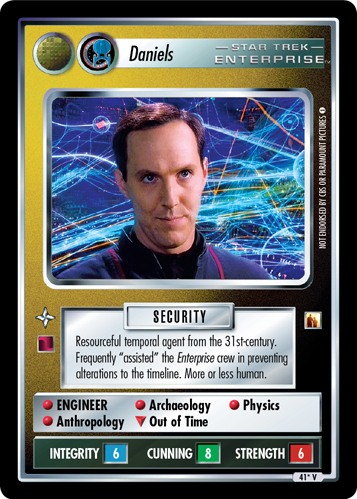 Daniels
STAR TREK
ENTERPRISE™
NOT ENDORSED BY CBS OR PARAMOUNT PICTURES
SECURITY
Resourceful temporal agent from the 31st-century.
Frequently “assisted” the Enterprise crew in preventing
alterations to the timeline. More or less human.
ENGINEER Archaeology Physics
Anthropology Out of Time
INTEGRITY 6 CUNNING 8 STRENGTH 6
41* V